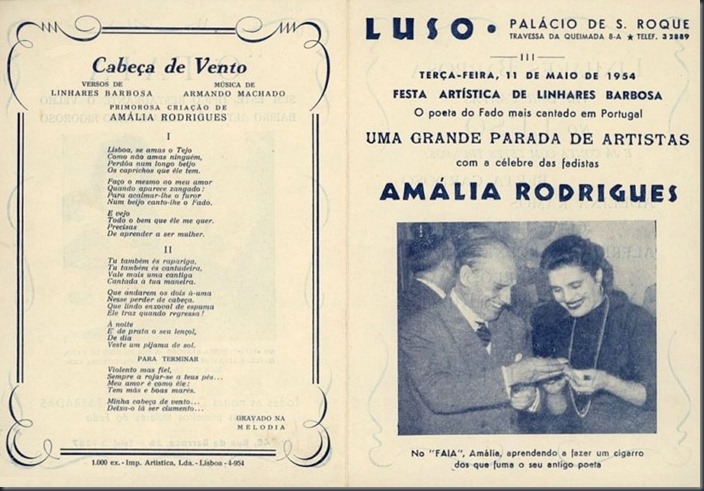 Cabeça de Vento
VERSOS DE
LINHARES BARBOSA
MÚSICA DE
ARMANDO MACHADO
PRIMOROSA CRIAÇÃO DE
AMÁLIA RODRIGUES
I
Lisboa, se amas o Tejo
Como não amas ninguém,
Perdôa num longo beijo
Os caprichos que êle tem.
Faço o mesmo ao meu amor
Quando aparece zangado:
Para acalmar-lhe o furor
Num beijo canto-lhe o Fado.
E vejo
Todo o bem que êle me quer.
Precisas
De aprender a ser mulher.
II
Tu também és rapariga,
Tu também és cantadeira,
Vale mais uma cantiga
Cantada à tua maneira.
Que andarem os dois à-uma
Nesse perder de cabeça.
Que lindo enxoval de espuma
Êle traz quando regressa!
À noite
E' de prata o seu lençol,
De dia
Veste um pijama de sol.
PARA TERMINAR
Violento mas fiel,
Sempre a rojar-se a teus pés...
Meu amor é como êle:
Tem más e boas marés.
Minha cabeça de vento...
Deixa-o lá ser ciumento...
GRAVADO NA
MELODIA
1.000 ex. - Imp. Artística, Lda. - Lisboa - 4-954
LUSO • PALÁCIO DE S. ROQUE
TRAVESSA DA QUEIMADA 8-A ★ TELEF. 32889
III
TERÇA-FEIRA, 11 DE MAIO DE 1954
FESTA ARTÍSTICA DE LINHARES BARBOSA
O poeta do Fado mais cantado em Portugal
UMA GRANDE PARADA DE ARTISTAS
com a célebre das fadistas
AMÁLIA RODRIGUES
No "FAIA", Amália, aprendendo a fazer um cigarro
dos que fuma o seu antigo poeta